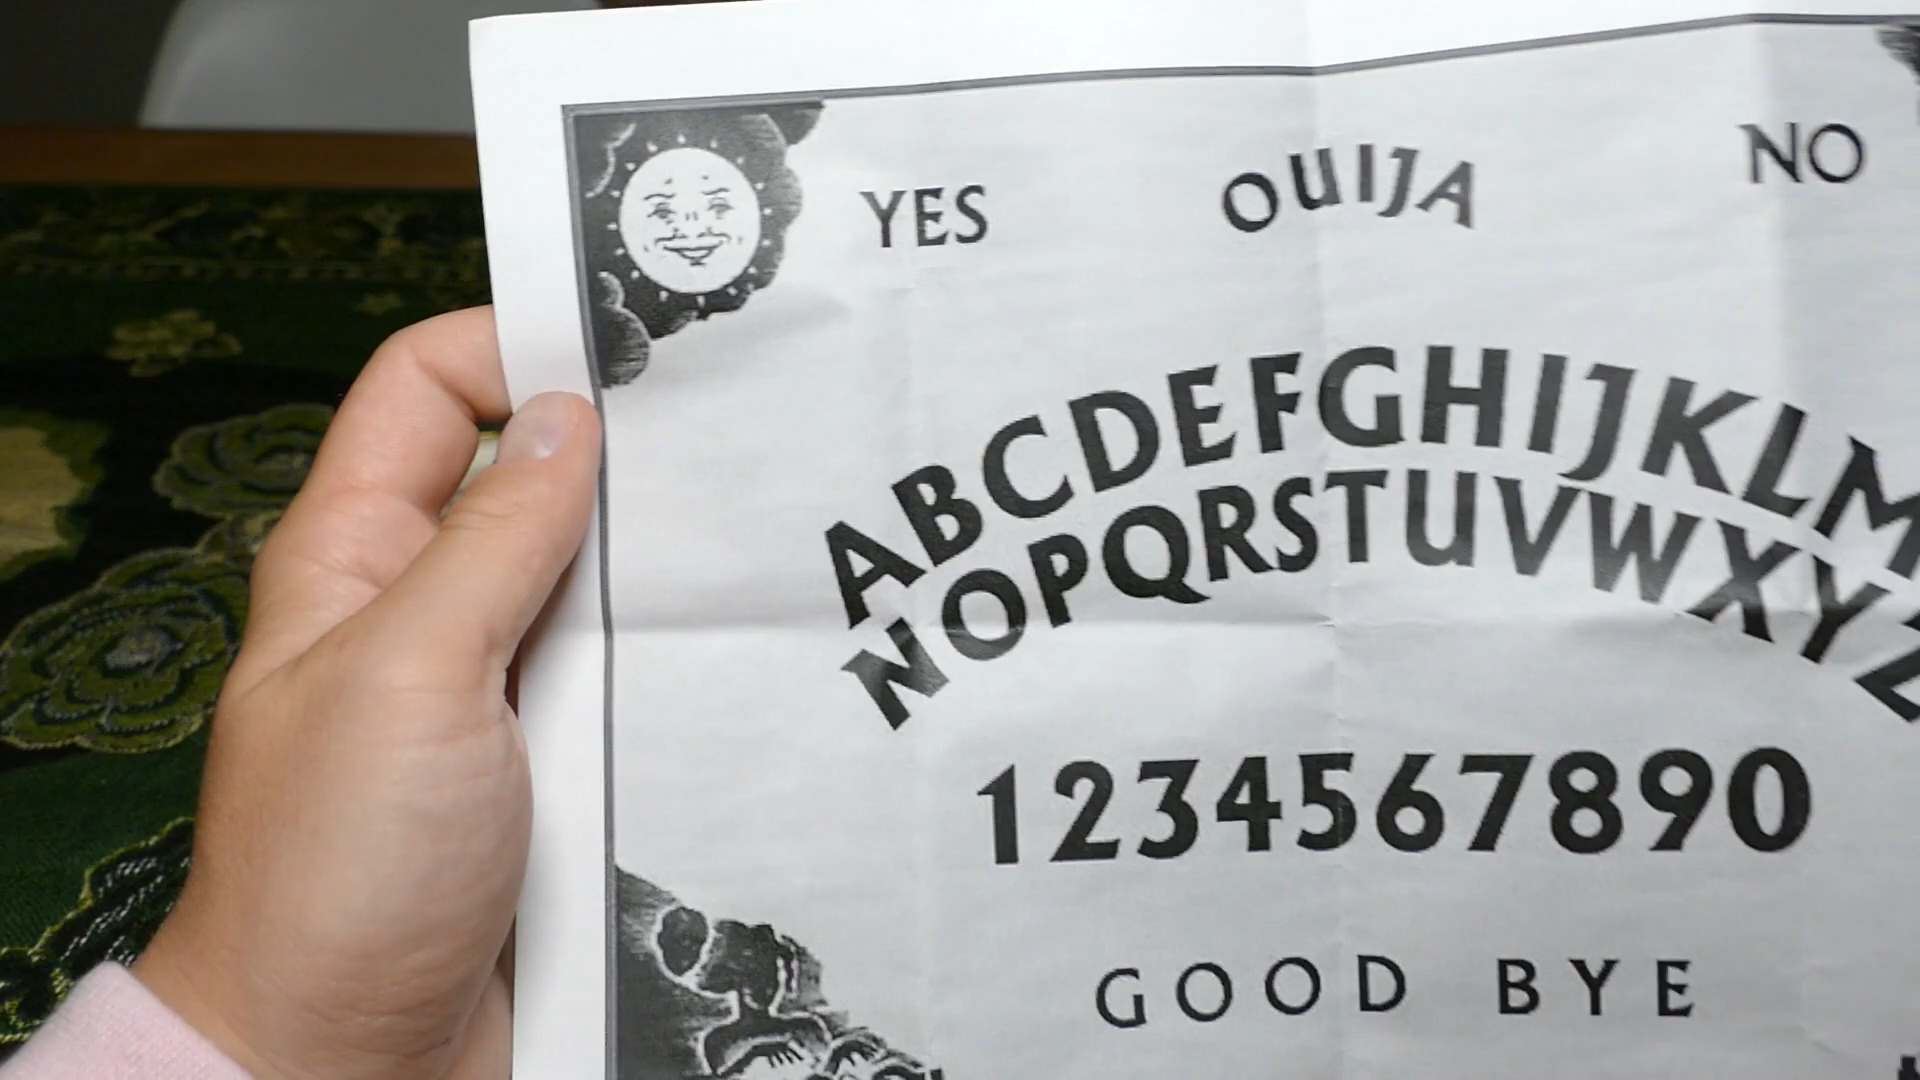 YES OUIJA NO
ABCDEFGHIJKLM
NOPQRSTUVWXYZ
1234567890
GOOD BYE